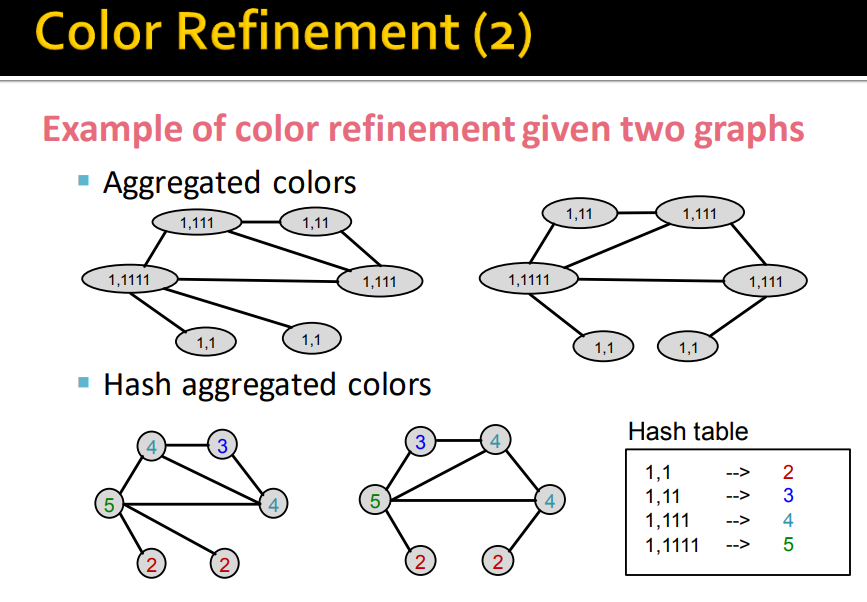 Color Refinement (2)
Example of color refinement given two graphs
Aggregated colors
1,111
1,11
1,1111
1,111
1,1
1,1
1,11
1,111
1,1111
1,111
1,1
1,1
Hash aggregated colors
4
3
5
4
2
2
3
4
5
4
2
2
Hash table
1,1 --> 2
1,11 --> 3
1,111 --> 4
1,1111 --> 5